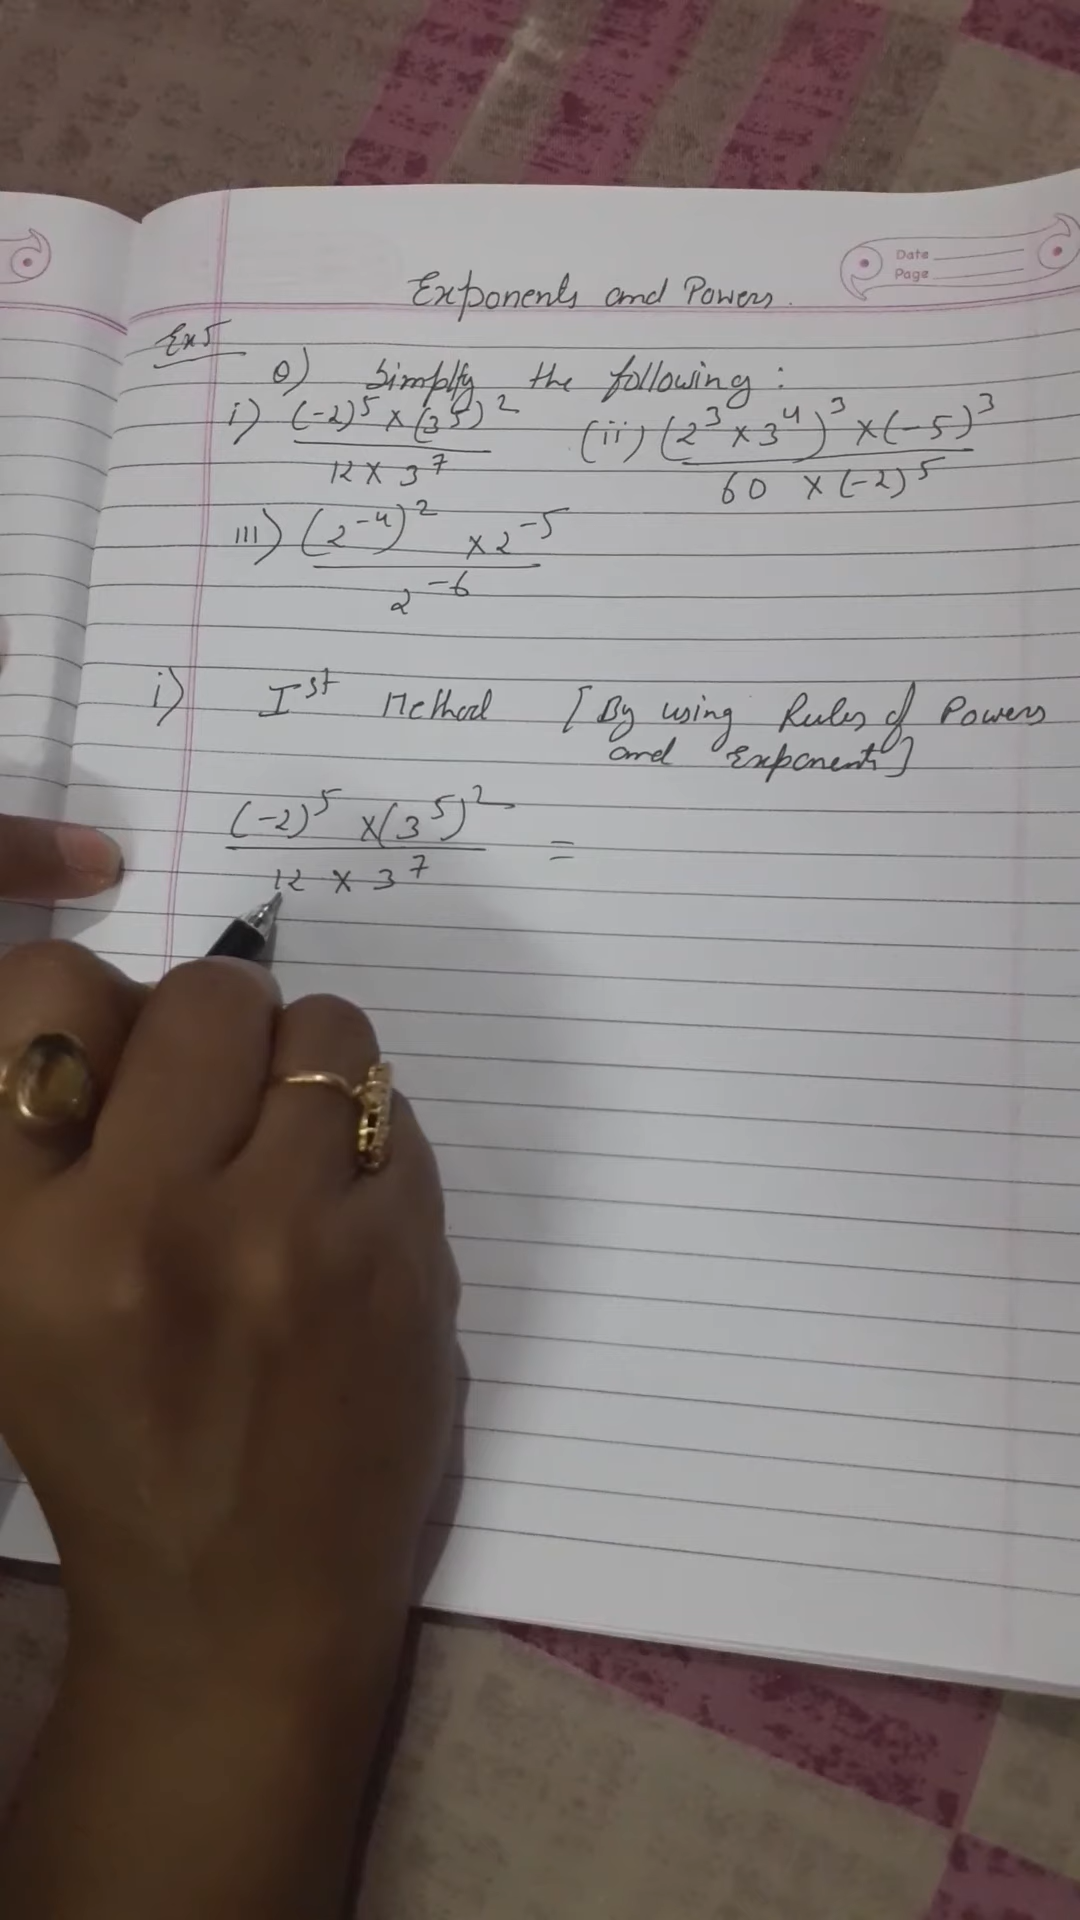 Date
Page
Exponents and Powers.
Ex 5
Q) Simplfy the following :
i) (-2)^5 × (3^5)^2 / 12 × 3^7 (ii) (2^3 × 3^4)^3 × (-5)^3 / 60 × (-2)^5
iii) (2^-4)^2 × 2^-5 / 2^-6
i) Ist Method [By using Rules of Powers
and Exponents]
(-2)^5 × (3^5)^2 / 12 × 3^7 =